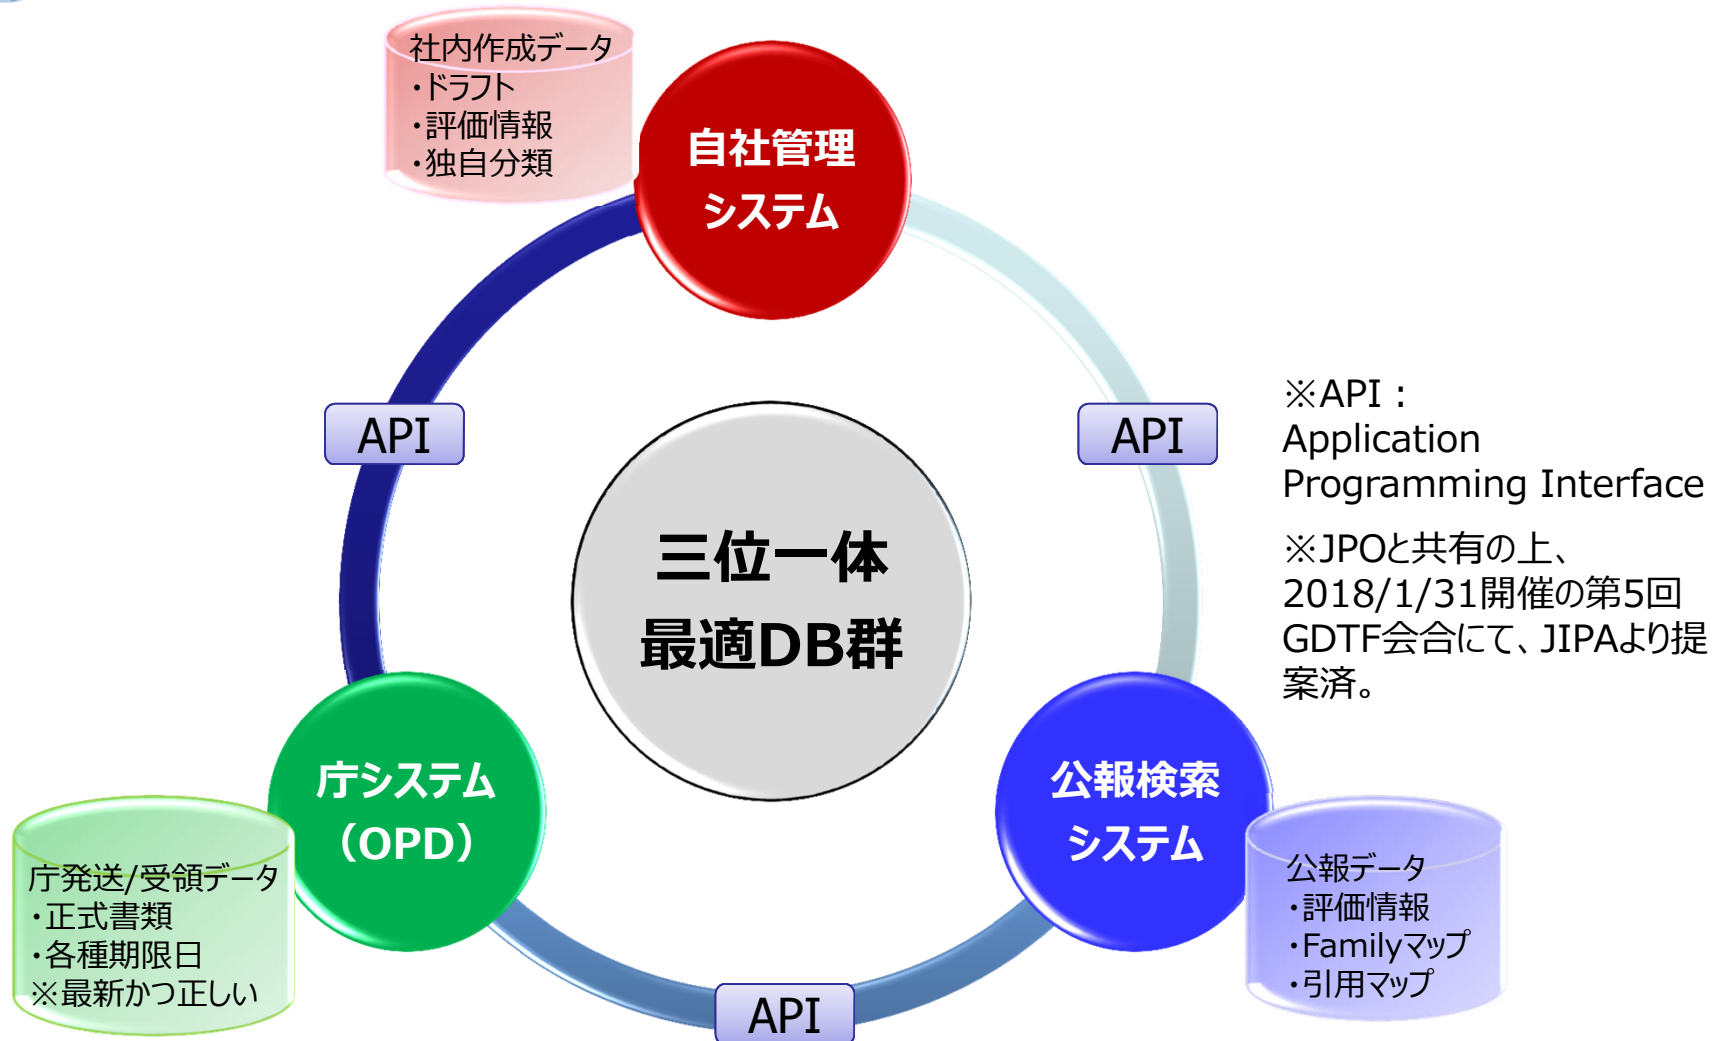 社内作成データ
・ドラフト
・評価情報
・独自分類
自社管理
システム
API
API
※API：
Application
Programming Interface
※JPOと共有の上、
2018/1/31開催の第5回
GDTF会合にて、JIPAより提
案済。
三位一体
最適DB群
庁システム
（OPD）
公報検索
システム
庁発送/受領データ
・正式書類
・各種期限日
※最新かつ正しい
公報データ
・評価情報
・Familyマップ
・引用マップ
API